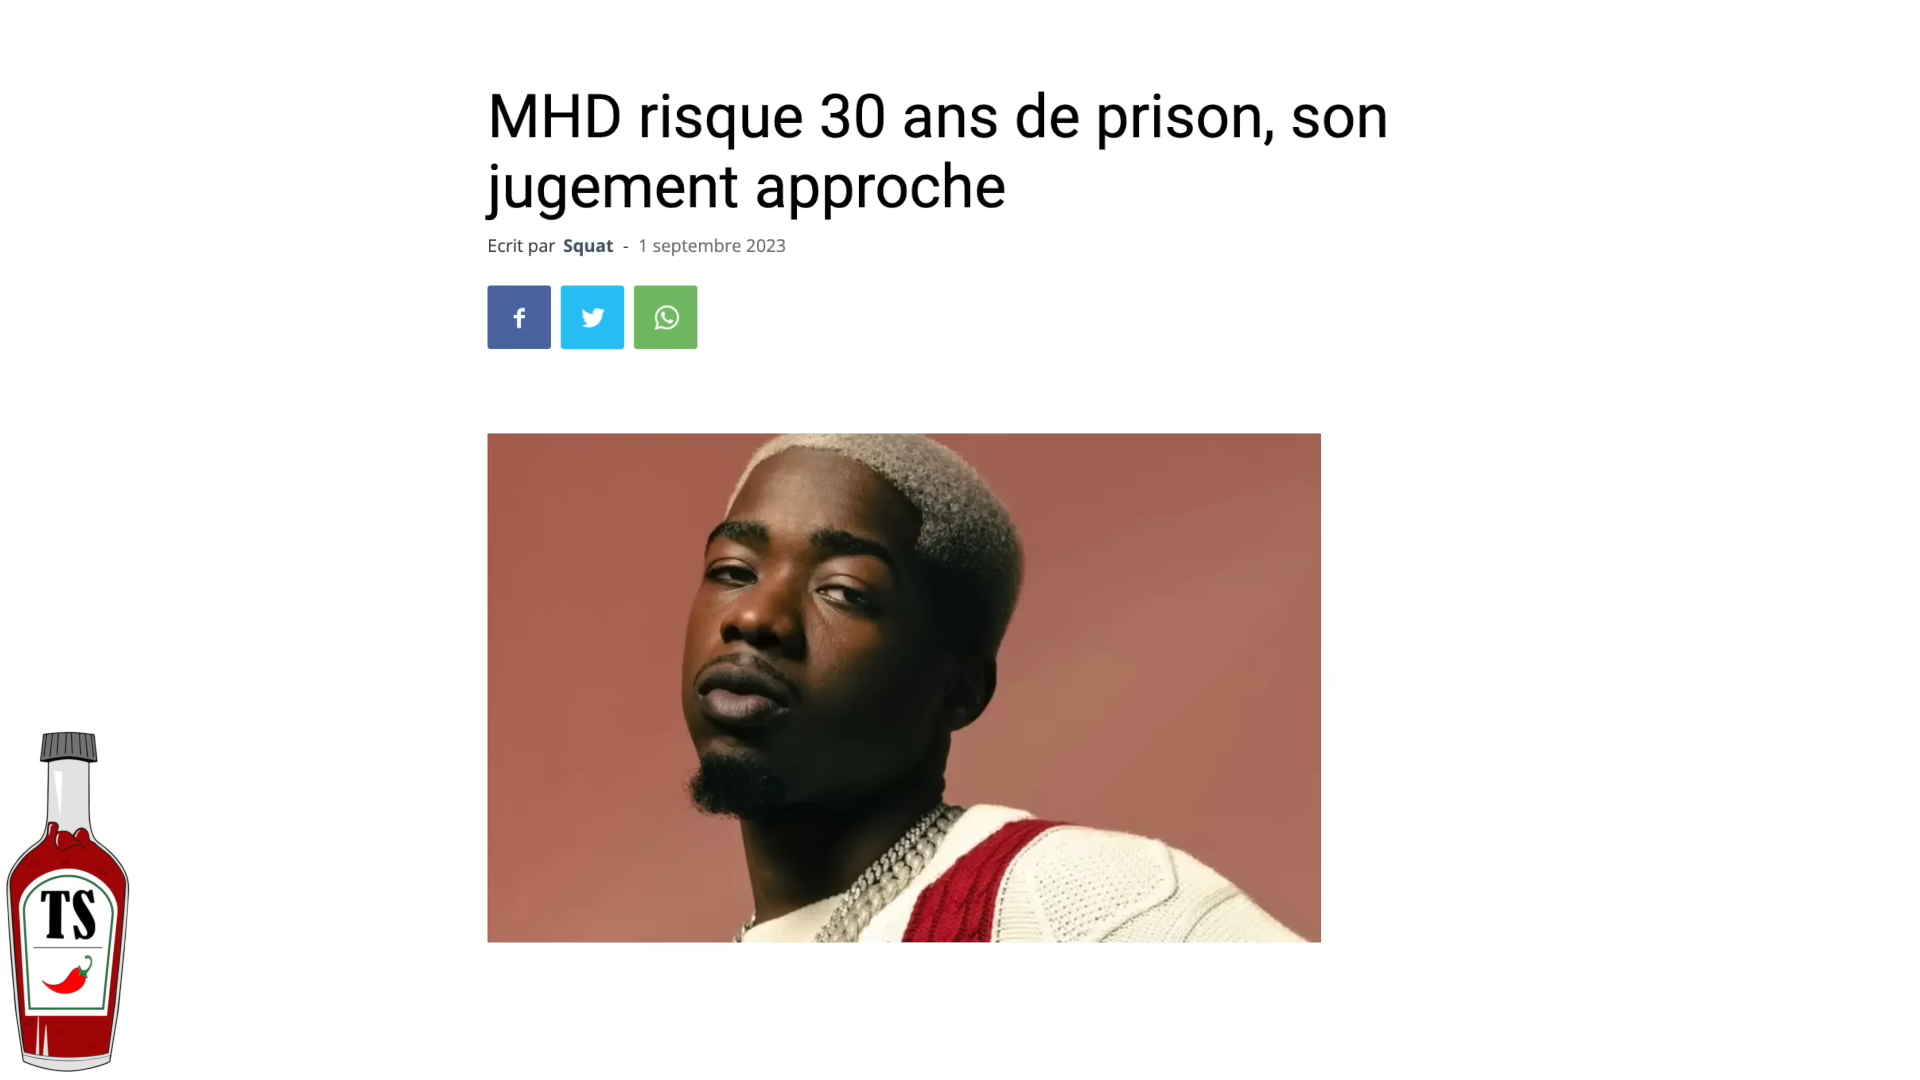 MHD risque 30 ans de prison, son
jugement approche
Ecrit par Squat - 1 septembre 2023
TS